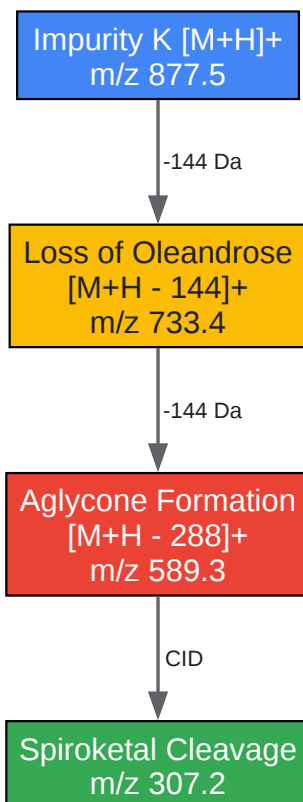 Impurity K [M+H]+
m/z 877.5
-144 Da
Loss of Oleandrose
[M+H - 144]+
m/z 733.4
-144 Da
Aglycone Formation
[M+H - 288]+
m/z 589.3
CID
Spiroketal Cleavage
m/z 307.2